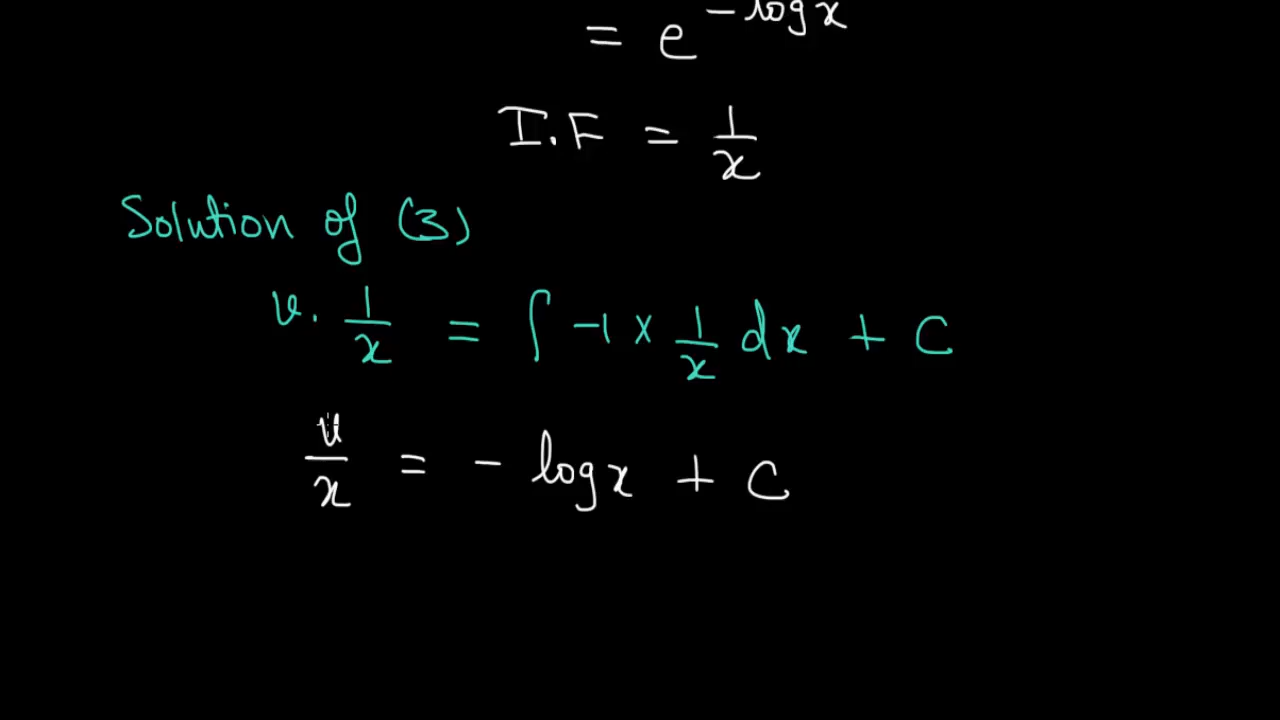 = e^{-log x}
I.F = 1/x
Solution of (3)
v. 1/x = ∫ -1 × 1/x dx + C
v/x = - log x + C